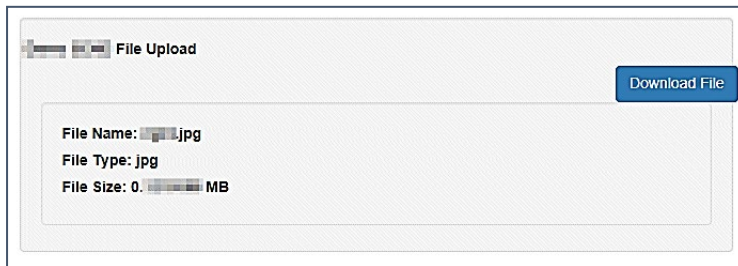 File Upload
Download File
File Name: .jpg
File Type: jpg
File Size: 0. MB